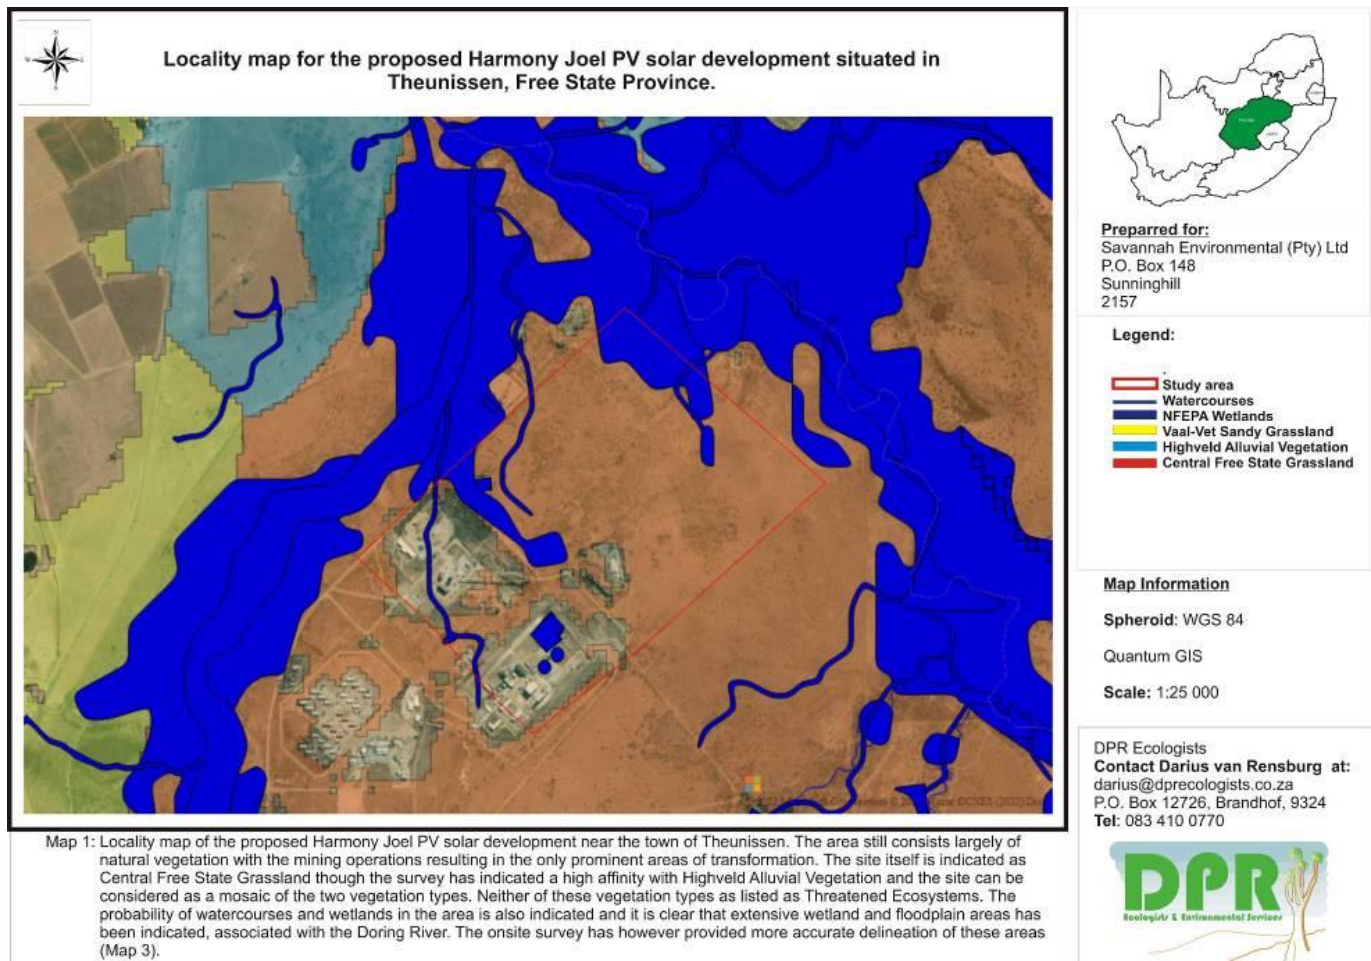 Locality map for the proposed Harmony Joel PV solar development situated in
Theunissen, Free State Province.
Preparred for:
Savannah Environmental (Pty) Ltd
P.O. Box 148
Sunninghill
2157
Legend:
Study area
Watercourses
NFEPA Wetlands
Vaal-Vet Sandy Grassland
Highveld Alluvial Vegetation
Central Free State Grassland
Map Information
Spheroid: WGS 84
Quantum GIS
Scale: 1:25 000
DPR Ecologists
Contact Darius van Rensburg at:
darius@dprecologists.co.za
P.O. Box 12726, Brandhof, 9324
Tel: 083 410 0770
DPR
Ecologists & Environmental Services
Map 1: Locality map of the proposed Harmony Joel PV solar development near the town of Theunissen. The area still consists largely of
natural vegetation with the mining operations resulting in the only prominent areas of transformation. The site itself is indicated as
Central Free State Grassland though the survey has indicated a high affinity with Highveld Alluvial Vegetation and the site can be
considered as a mosaic of the two vegetation types. Neither of these vegetation types as listed as Threatened Ecosystems. The
probability of watercourses and wetlands in the area is also indicated and it is clear that extensive wetland and floodplain areas has
been indicated, associated with the Doring River. The onsite survey has however provided more accurate delineation of these areas
(Map 3).